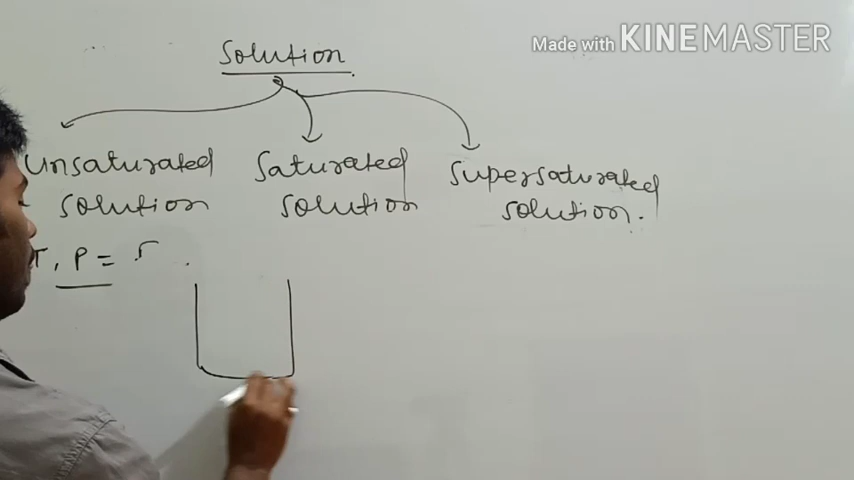 Made with KINEMASTER
Solution
Unsaturated solution
Saturated solution
Supersaturated solution.
T, P =